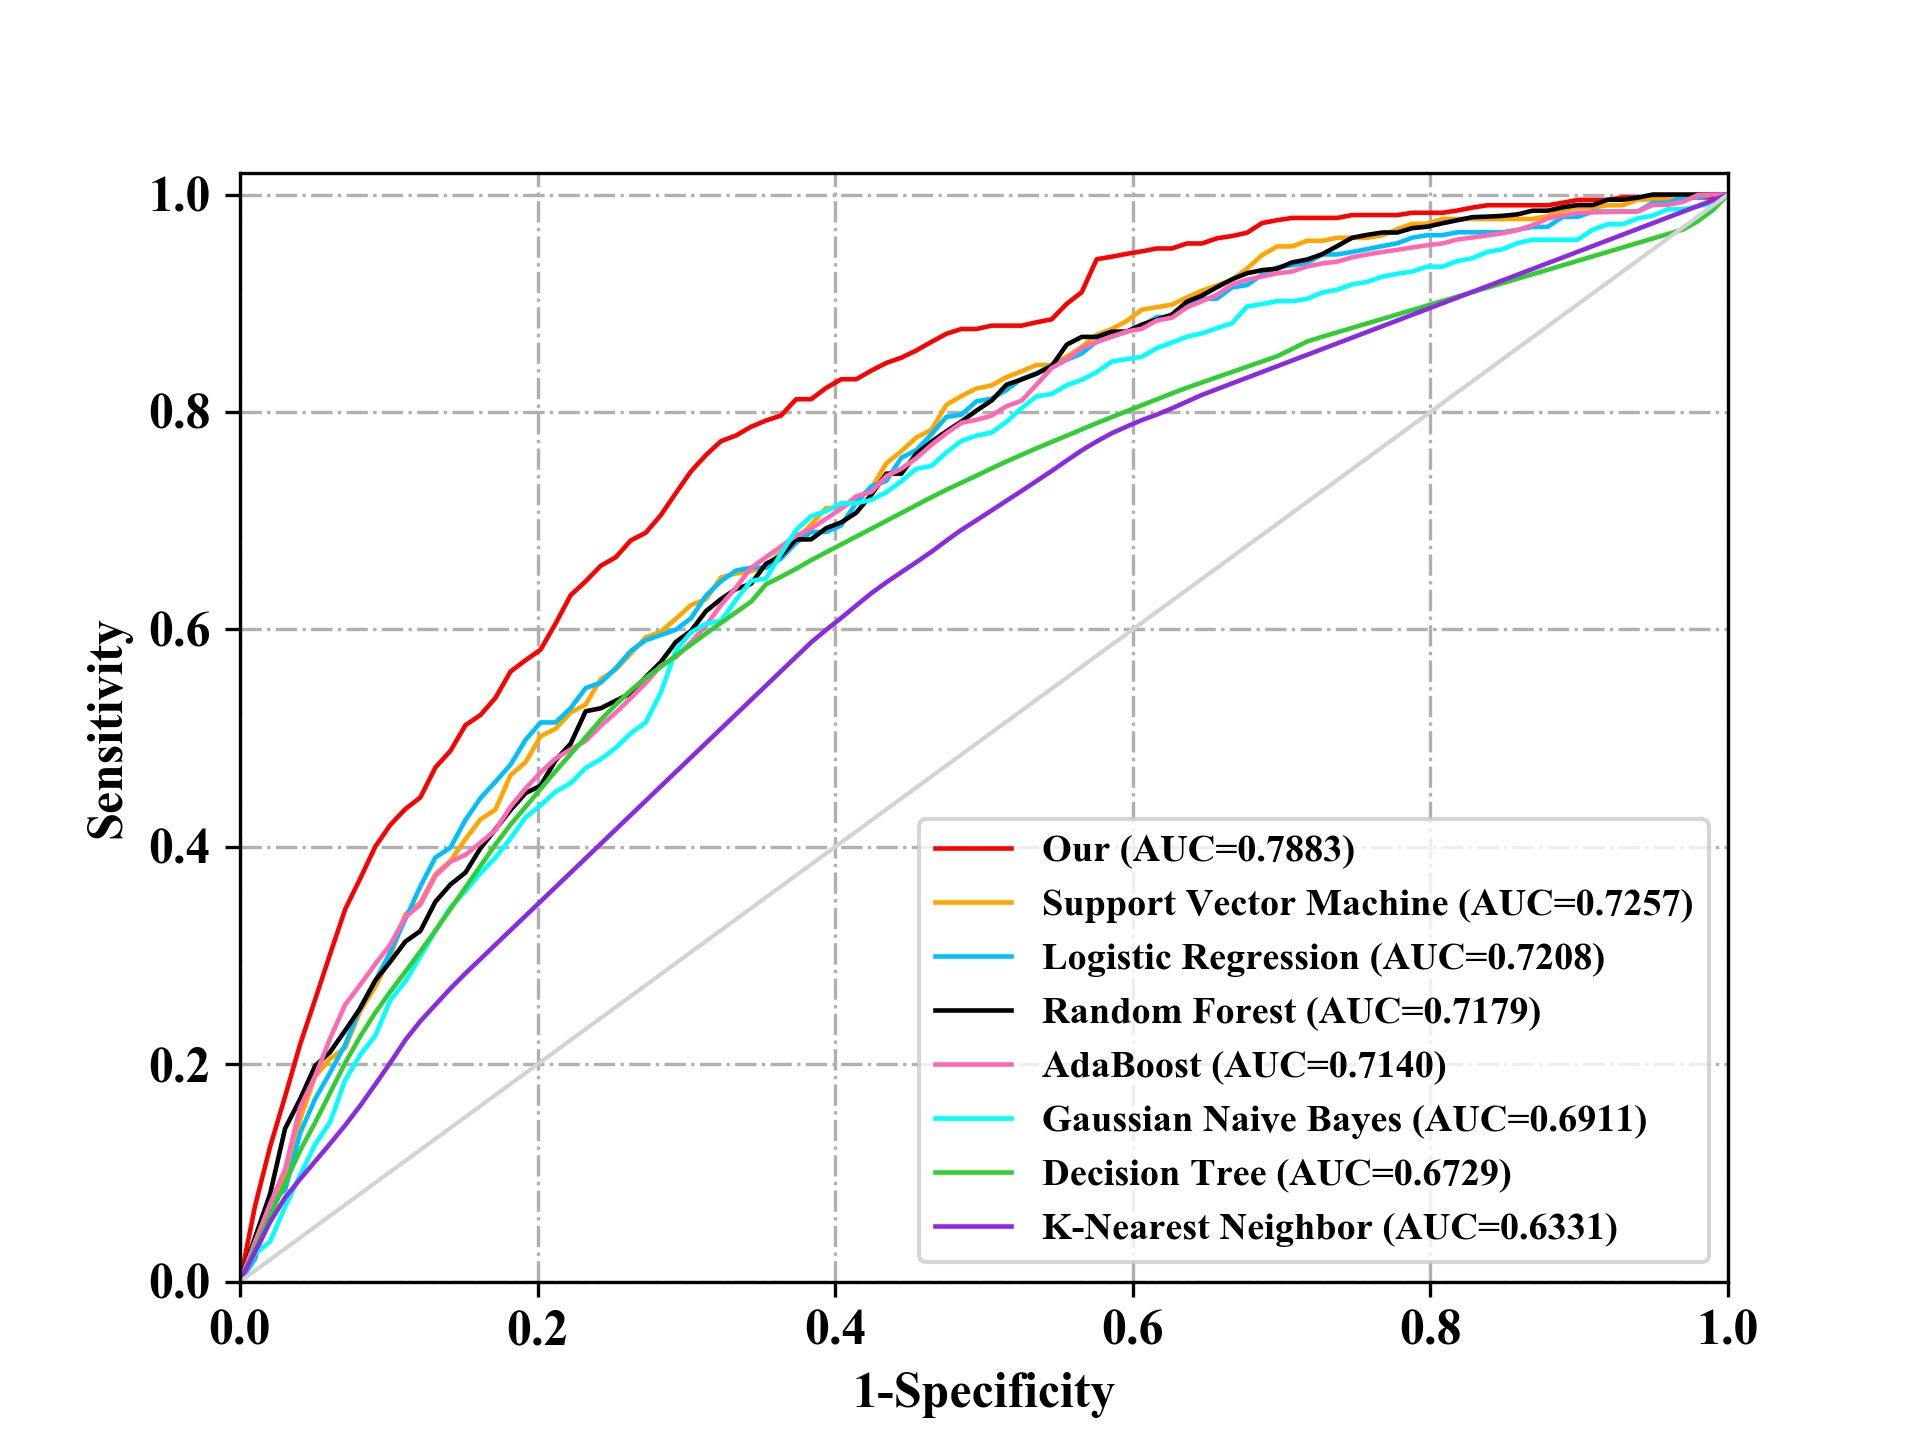 1.0
0.8
0.6
0.4
0.2
0.0
Sensitivity
0.0 0.2 0.4 0.6 0.8 1.0
1-Specificity
Our (AUC=0.7883)
Support Vector Machine (AUC=0.7257)
Logistic Regression (AUC=0.7208)
Random Forest (AUC=0.7179)
AdaBoost (AUC=0.7140)
Gaussian Naive Bayes (AUC=0.6911)
Decision Tree (AUC=0.6729)
K-Nearest Neighbor (AUC=0.6331)